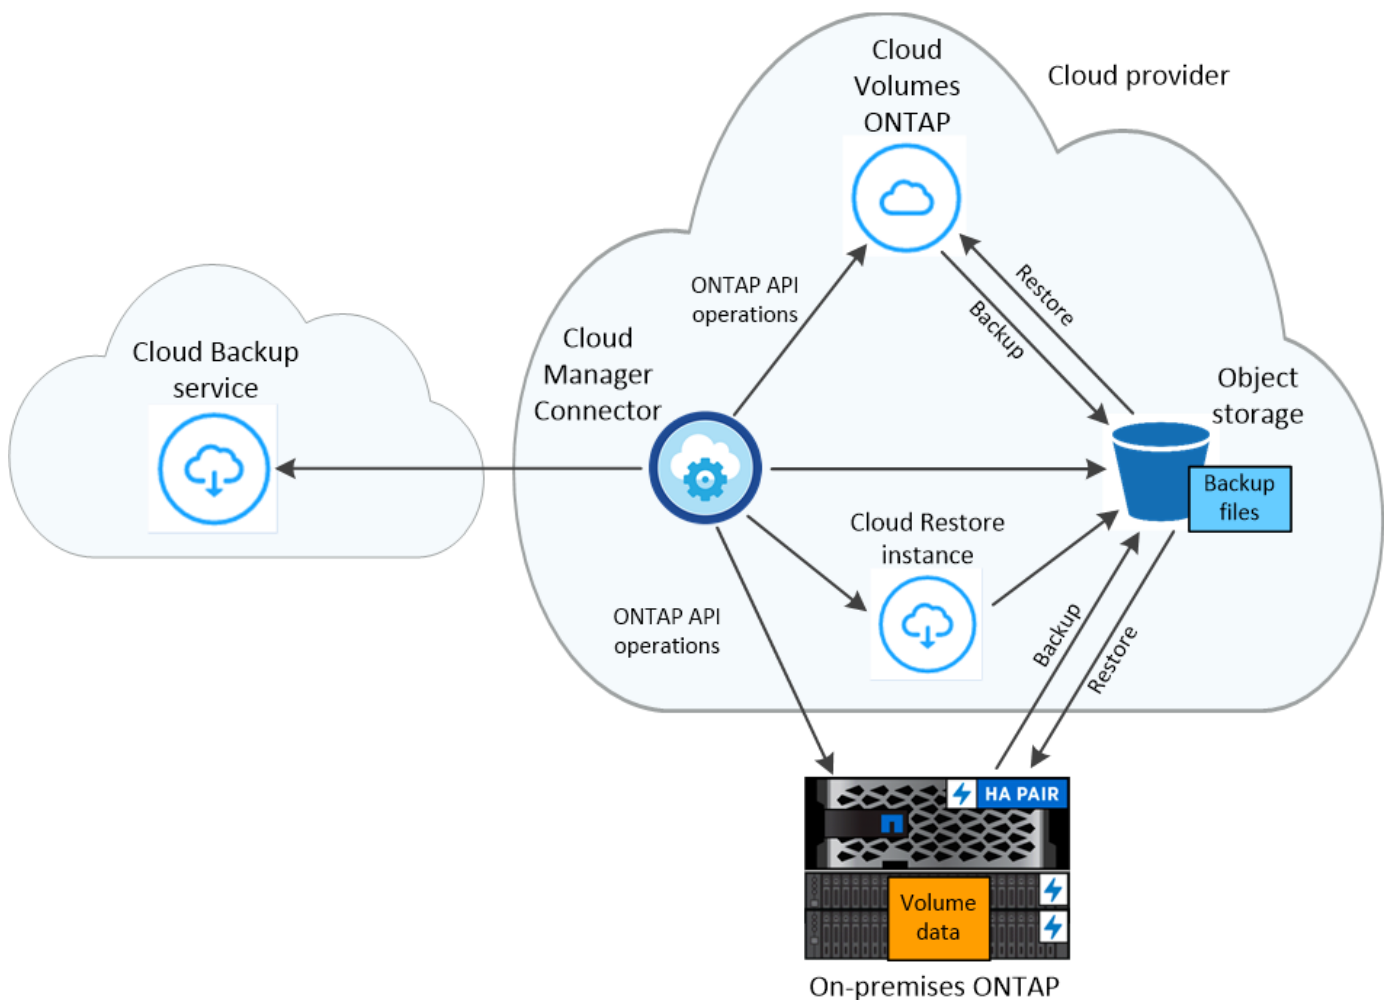 Cloud
Volumes
ONTAP
Cloud provider
ONTAP API
operations
Restore
Backup
Cloud
Manager
Connector
Cloud Backup
service
Object
storage
Backup
files
Cloud Restore
instance
ONTAP API
operations
Backup
Restore
HA PAIR
Volume
data
On-premises ONTAP